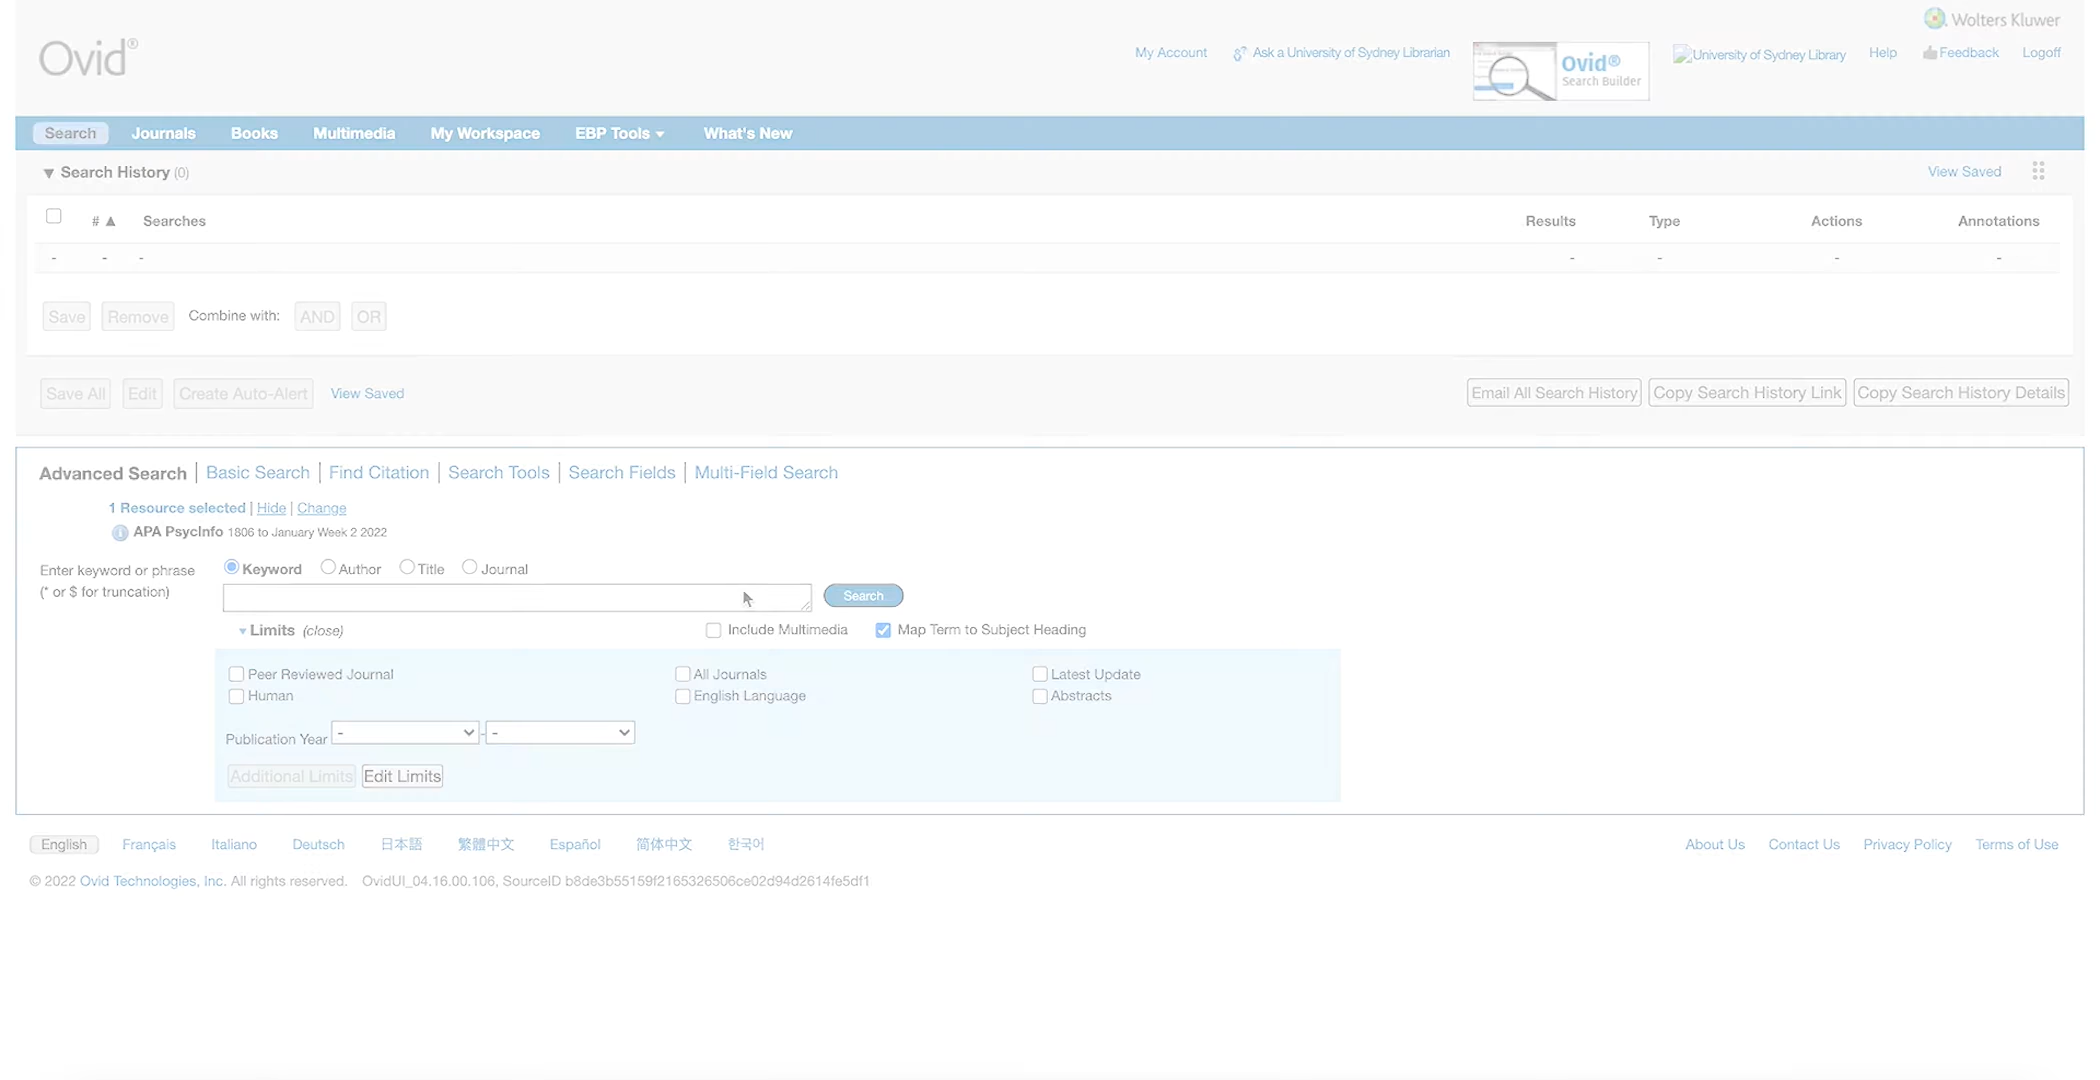 Wolters Kluwer
Ovid®
My Account
Ask a University of Sydney Librarian
Ovid®
Search Builder
University of Sydney Library
Help
Feedback
Logoff
Search Journals Books Multimedia My Workspace EBP Tools What's New
Search History (0)
View Saved
# ▲ Searches Results Type Actions Annotations
- - - - - - -
Save Remove Combine with: AND OR
Save All Edit Create Auto-Alert View Saved
Email All Search History Copy Search History Link Copy Search History Details
Advanced Search | Basic Search | Find Citation | Search Tools | Search Fields | Multi-Field Search
1 Resource selected | Hide | Change
APA PsycInfo 1806 to January Week 2 2022
Enter keyword or phrase
(* or $ for truncation)
Keyword Author Title Journal
Search
Limits (close)
Include Multimedia
Map Term to Subject Heading
Peer Reviewed Journal All Journals Latest Update
Human English Language Abstracts
Publication Year - - -
Additional Limits Edit Limits
English Français Italiano Deutsch 日本語 繁體中文 Español 简体中文 한국어
About Us Contact Us Privacy Policy Terms of Use
© 2022 Ovid Technologies, Inc. All rights reserved. OvidUI_04.16.00.106, SourceID b8de3b55159f2165326506ce02d94d2614fe5df1